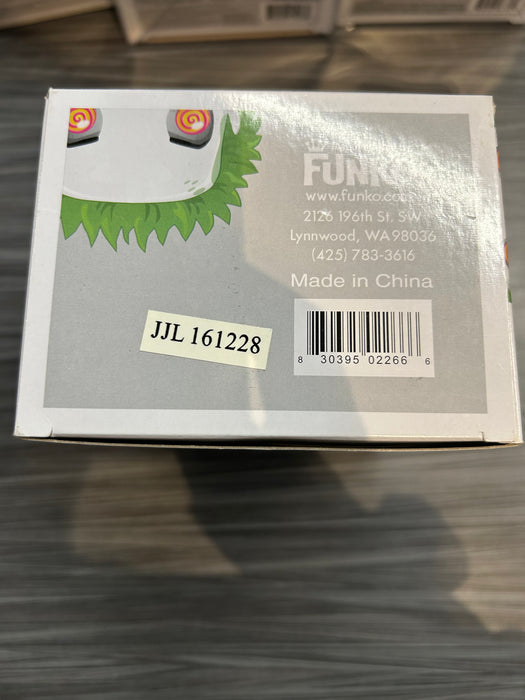 FUNKO
www.funko.com
2126 196th St. SW
Lynnwood, WA 98036
(425) 783-3616
Made in China
JJL 161228
8 30395 02266 6